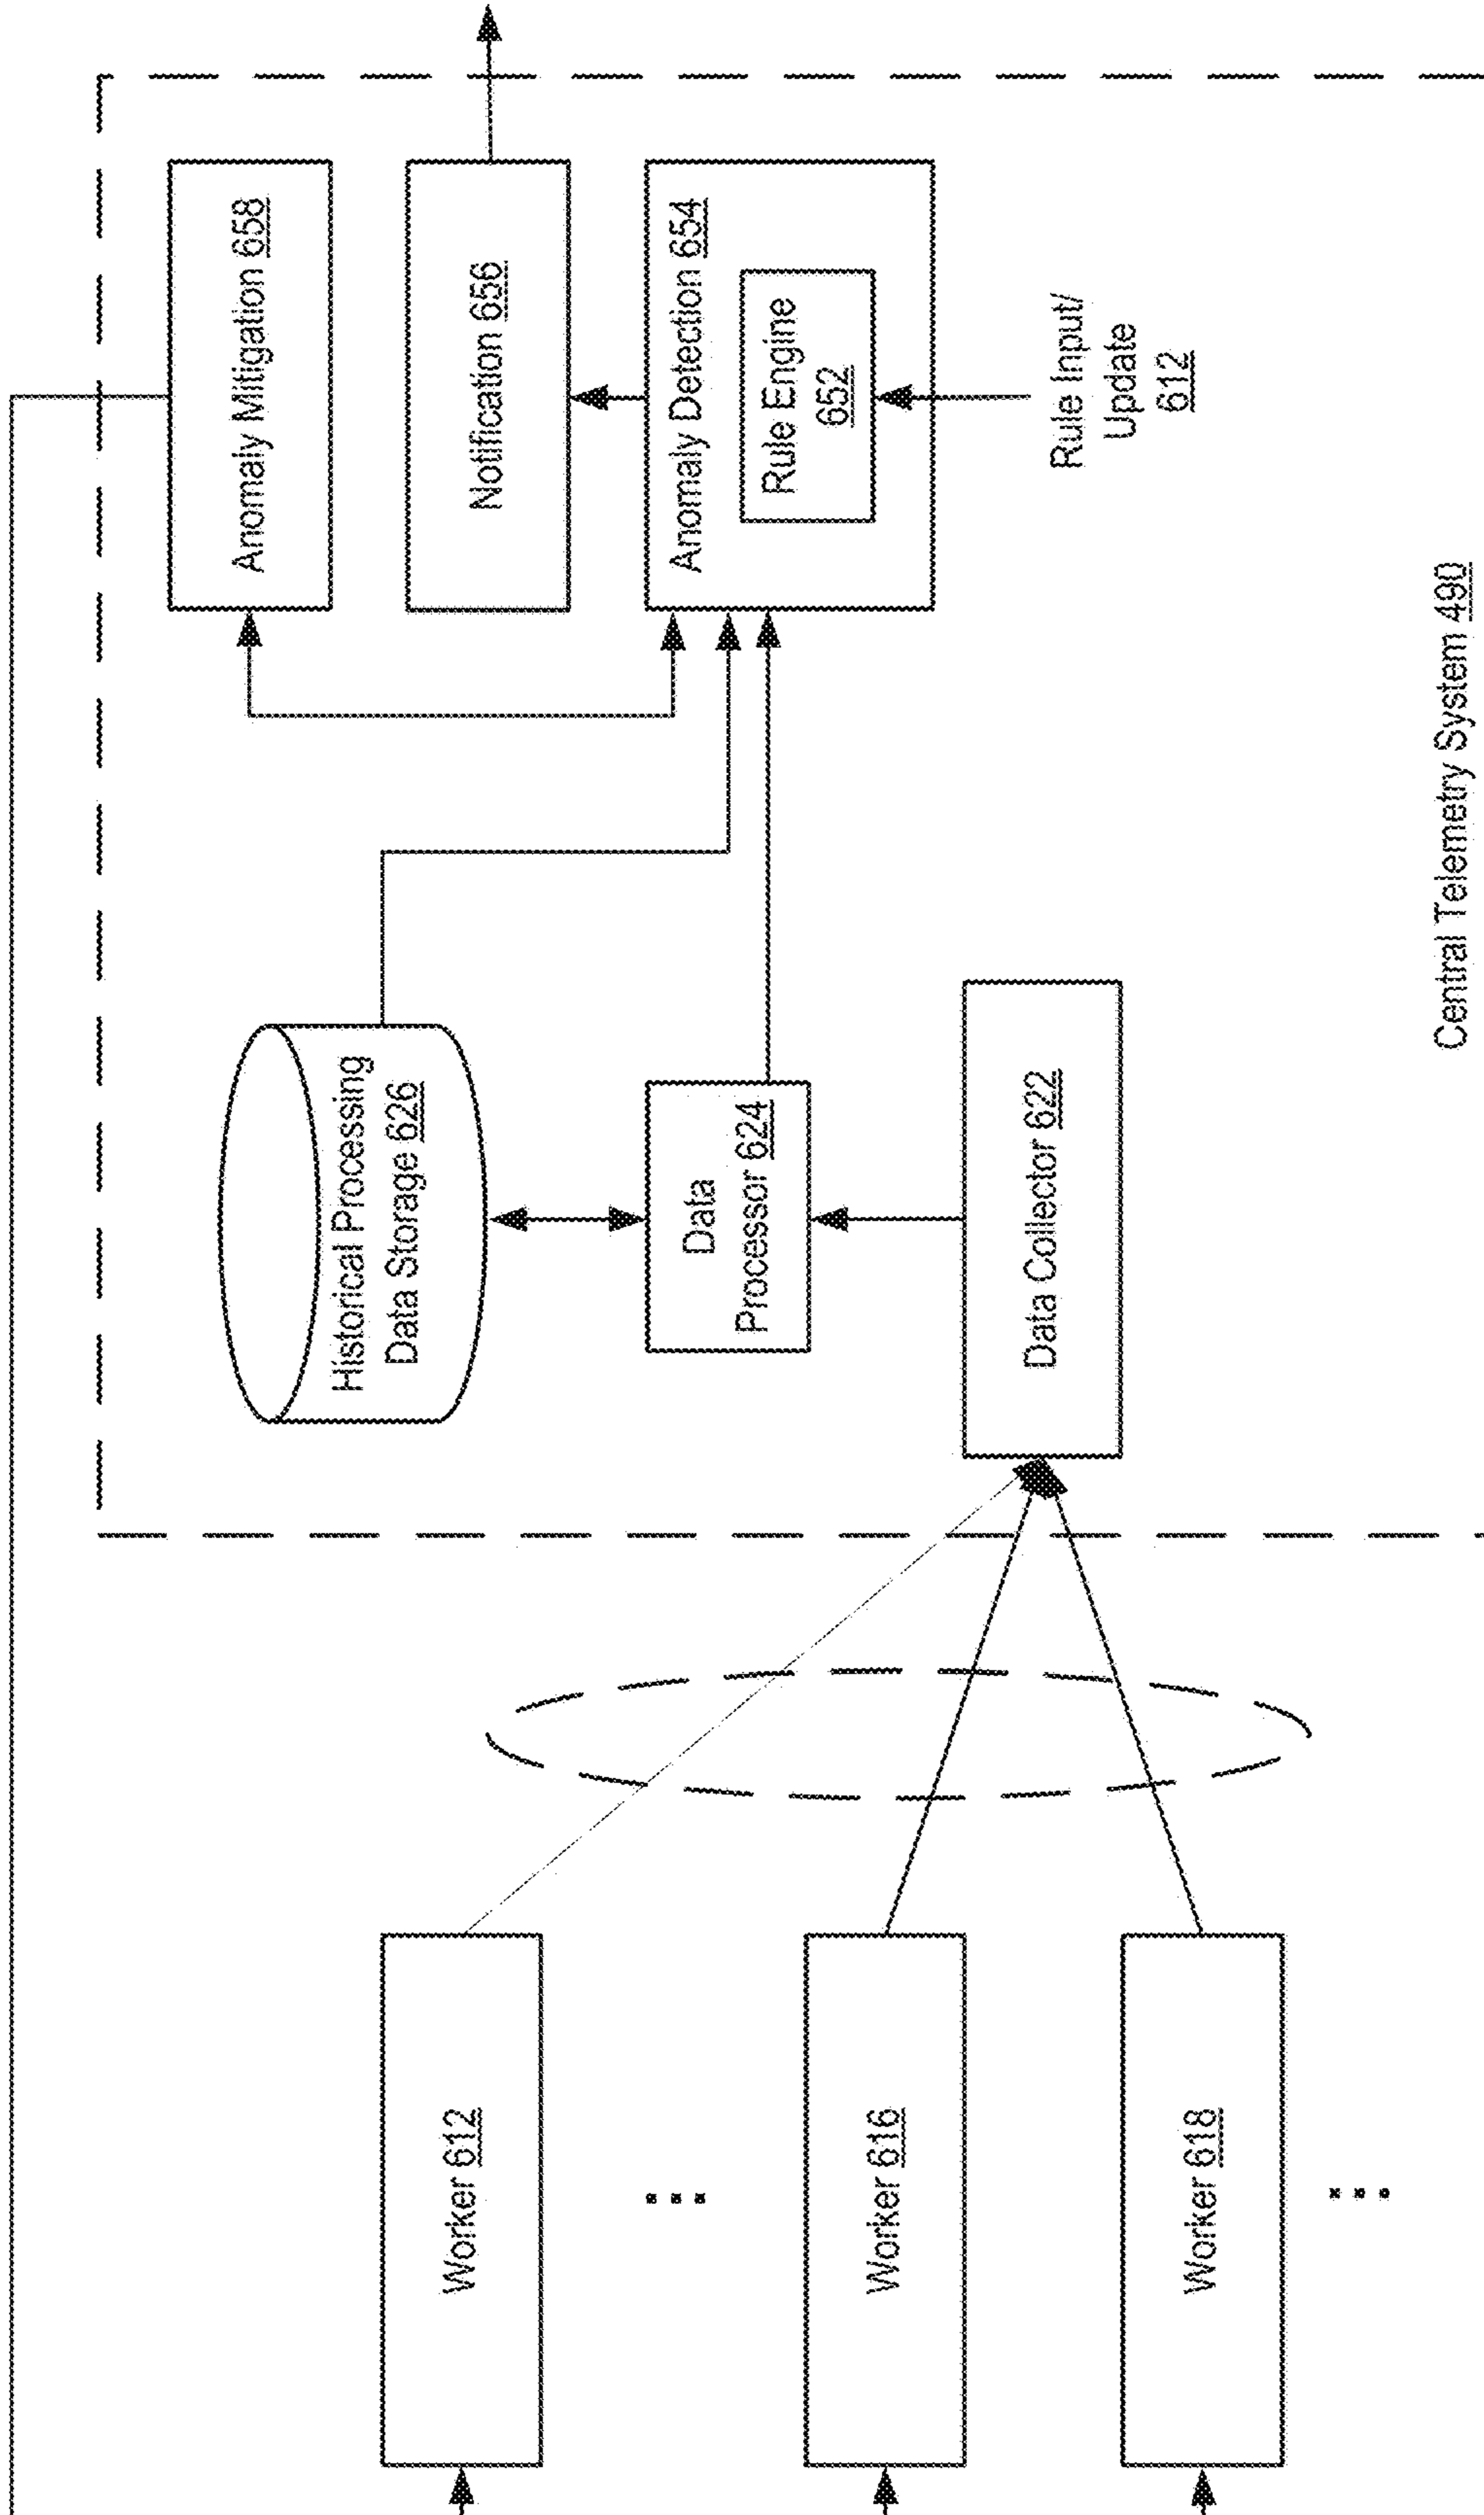 Worker 612
...
Worker 616
Worker 618
...
Historical Processing
Data Storage 626
Data
Processor 624
Data Collector 622
Anomaly Mitigation 658
Notification 656
Anomaly Detection 654
Rule Engine
652
Rule Input/
Update
612
Central Telemetry System 490